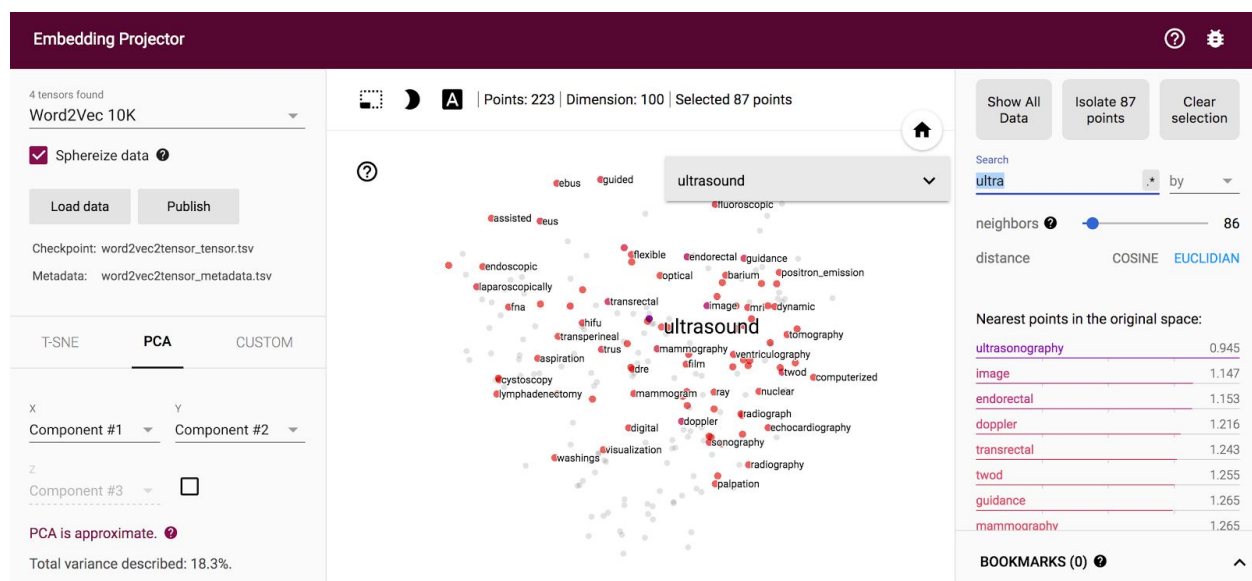 Embedding Projector
4 tensors found
Word2Vec 10K
Sphereize data
Load data
Publish
Checkpoint: word2vec2tensor_tensor.tsv
Metadata: word2vec2tensor_metadata.tsv
T-SNE
PCA
CUSTOM
X
Y
Component #1
Component #2
Z
Component #3
PCA is approximate.
Total variance described: 18.3%.
A
Points: 223 | Dimension: 100 | Selected 87 points
ultrasound
ebus
guided
fluoroscopic
assisted
eus
flexible
endorectal
guidance
endoscopic
optical
barium
positron_emission
laparoscopically
fna
transrectal
image
mri
dynamic
hifu
ultrasound
transperineal
tomography
trus
mammography
ventriculography
aspiration
dre
film
twod
computerized
cystoscopy
lymphadenectomy
mammogram
ray
nuclear
radiograph
digital
doppler
echocardiography
sonography
visualization
washings
radiography
palpation
Show All Data
Isolate 87 points
Clear selection
Search
ultra
.*
by
neighbors
86
distance
COSINE
EUCLIDIAN
Nearest points in the original space:
ultrasonography 0.945
image 1.147
endorectal 1.153
doppler 1.216
transrectal 1.243
twod 1.255
guidance 1.265
mammography 1.265
BOOKMARKS (0)